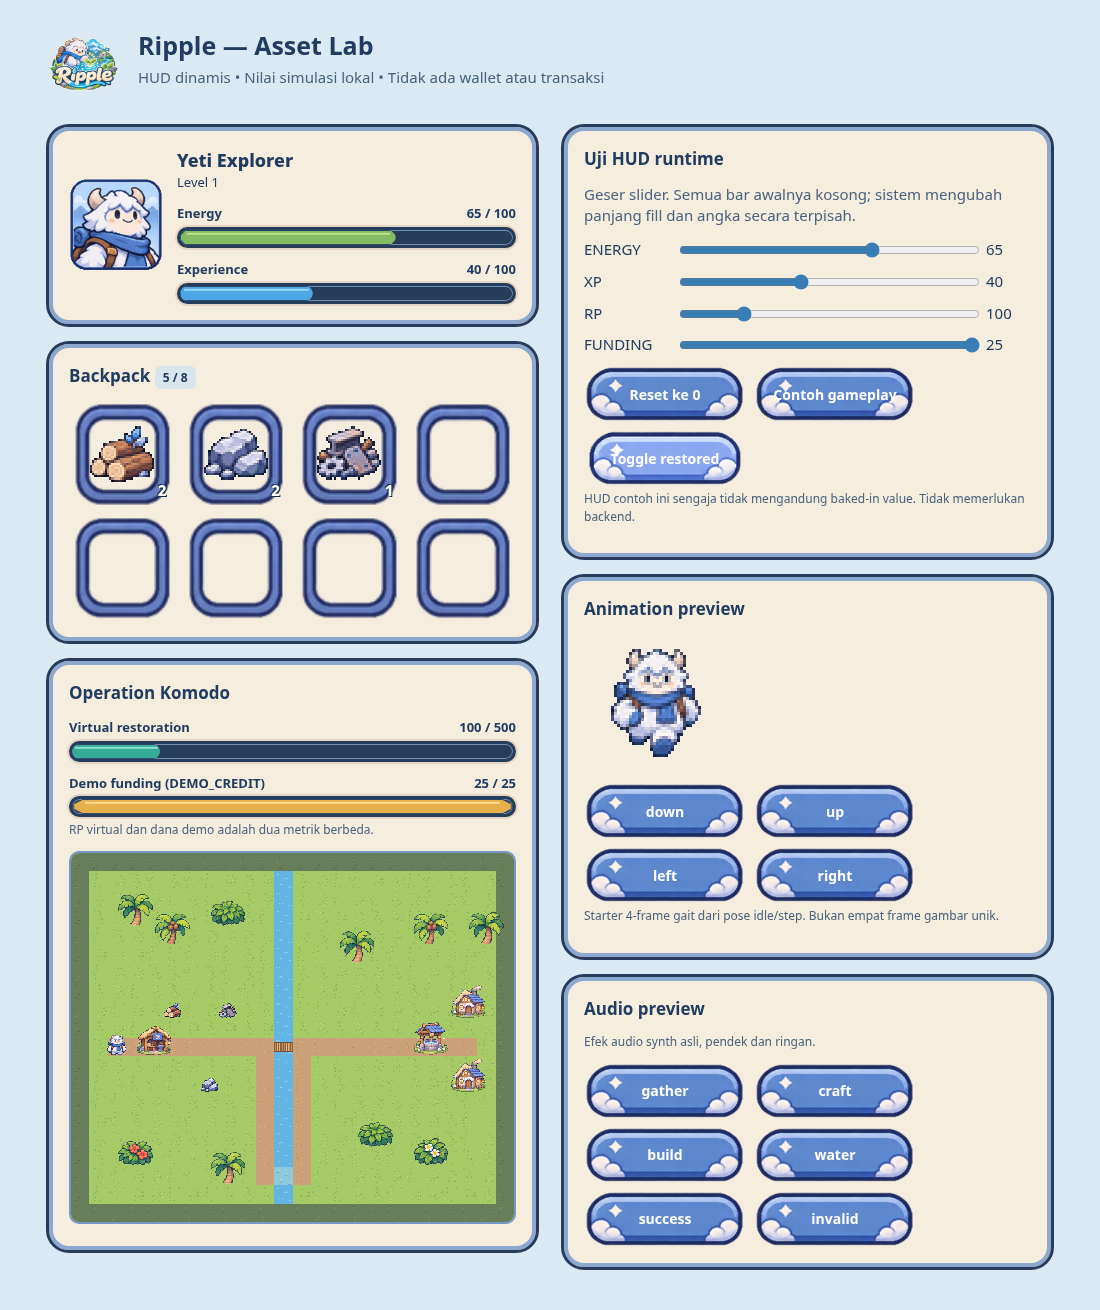 Ripple
Ripple — Asset Lab
HUD dinamis • Nilai simulasi lokal • Tidak ada wallet atau transaksi
Yeti Explorer
Level 1
Energy 65 / 100
Experience 40 / 100
Backpack 5 / 8
2 2 1
Operation Komodo
Virtual restoration 100 / 500
Demo funding (DEMO_CREDIT) 25 / 25
RP virtual dan dana demo adalah dua metrik berbeda.
Uji HUD runtime
Geser slider. Semua bar awalnya kosong; sistem mengubah
panjang fill dan angka secara terpisah.
ENERGY 65
XP 40
RP 100
FUNDING 25
Reset ke 0 Contoh gameplay
Toggle restored
HUD contoh ini sengaja tidak mengandung baked-in value. Tidak memerlukan
backend.
Animation preview
down up
left right
Starter 4-frame gait dari pose idle/step. Bukan empat frame gambar unik.
Audio preview
Efek audio synth asli, pendek dan ringan.
gather craft
build water
success invalid